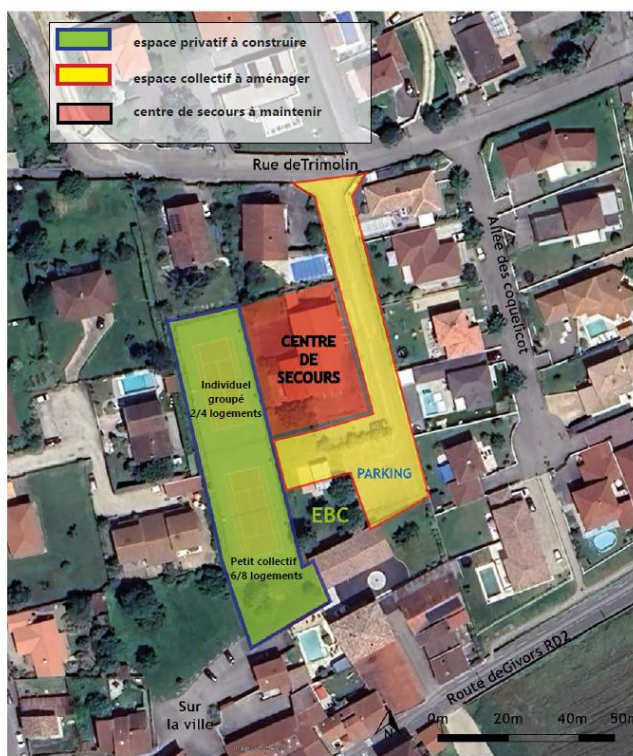 espace privatif à construire
espace collectif à aménager
centre de secours à maintenir
Rue deTrimolin
Allée des coquelicot
CENTRE
DE
SECOURS
Individuel
groupé
2/4 logements
PARKING
EBC
Petit collectif
6/8 logements
Route deGivors RD2
Sur
la ville
N
0m 20m 40m 50m